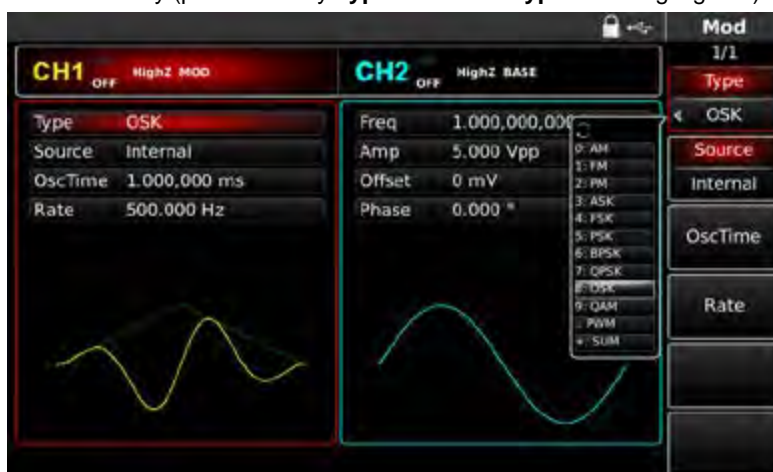 Mod
1/1
CH1 OFF HighZ MOD
CH2 OFF HighZ BASE
Type
OSK
Source
Internal
OscTime
Rate
Type OSK
Source Internal
OscTime 1.000,000 ms
Rate 500.000 Hz
Freq 1.000,000,00
Amp 5.000 Vpp
Offset 0 mV
Phase 0.000 °
0: AM
1: FM
2: PM
3: ASK
4: FSK
5: PSK
6: BPSK
7: QPSK
8: OSK
9: QAM
.: PWM
+: SUM